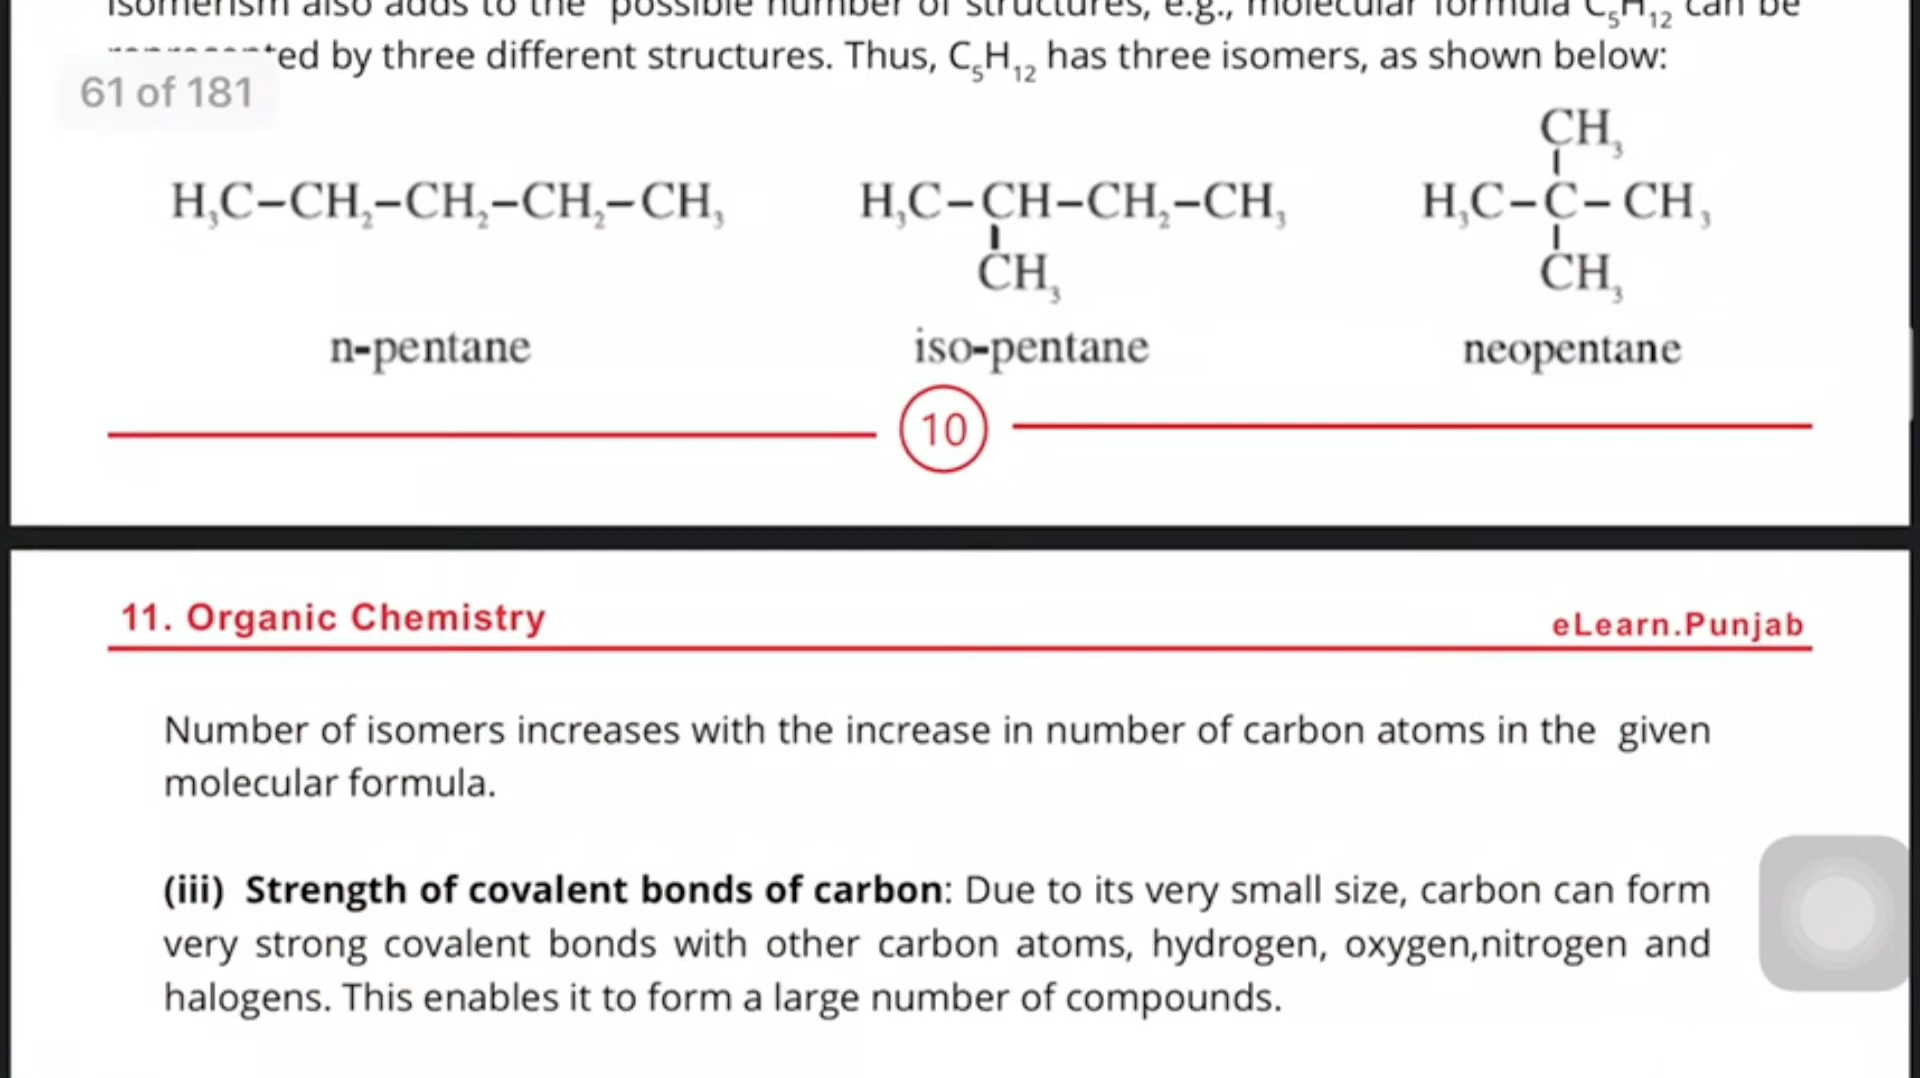 isomerism also adds to the possible number of structures, e.g., molecular formula C₅H₁₂ can be
ted by three different structures. Thus, C₅H₁₂ has three isomers, as shown below:
61 of 181
CH₃
H₃C–CH₂–CH₂–CH₂–CH₃ H₃C–CH–CH₂–CH₃ H₃C–C–CH₃
CH₃ CH₃
n-pentane iso-pentane neopentane
10
11. Organic Chemistry eLearn.Punjab
Number of isomers increases with the increase in number of carbon atoms in the given
molecular formula.
(iii) Strength of covalent bonds of carbon: Due to its very small size, carbon can form
very strong covalent bonds with other carbon atoms, hydrogen, oxygen,nitrogen and
halogens. This enables it to form a large number of compounds.